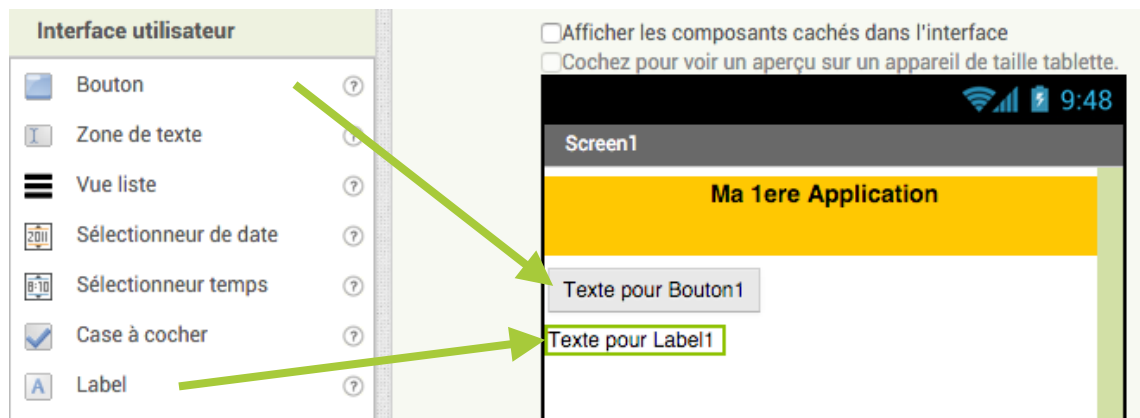 Interface utilisateur
Bouton
Zone de texte
Vue liste
Sélectionneur de date
Sélectionneur temps
Case à cocher
Label
Afficher les composants cachés dans l'interface
Cochez pour voir un aperçu sur un appareil de taille tablette.
9:48
Screen1
Ma 1ere Application
Texte pour Bouton1
Texte pour Label1